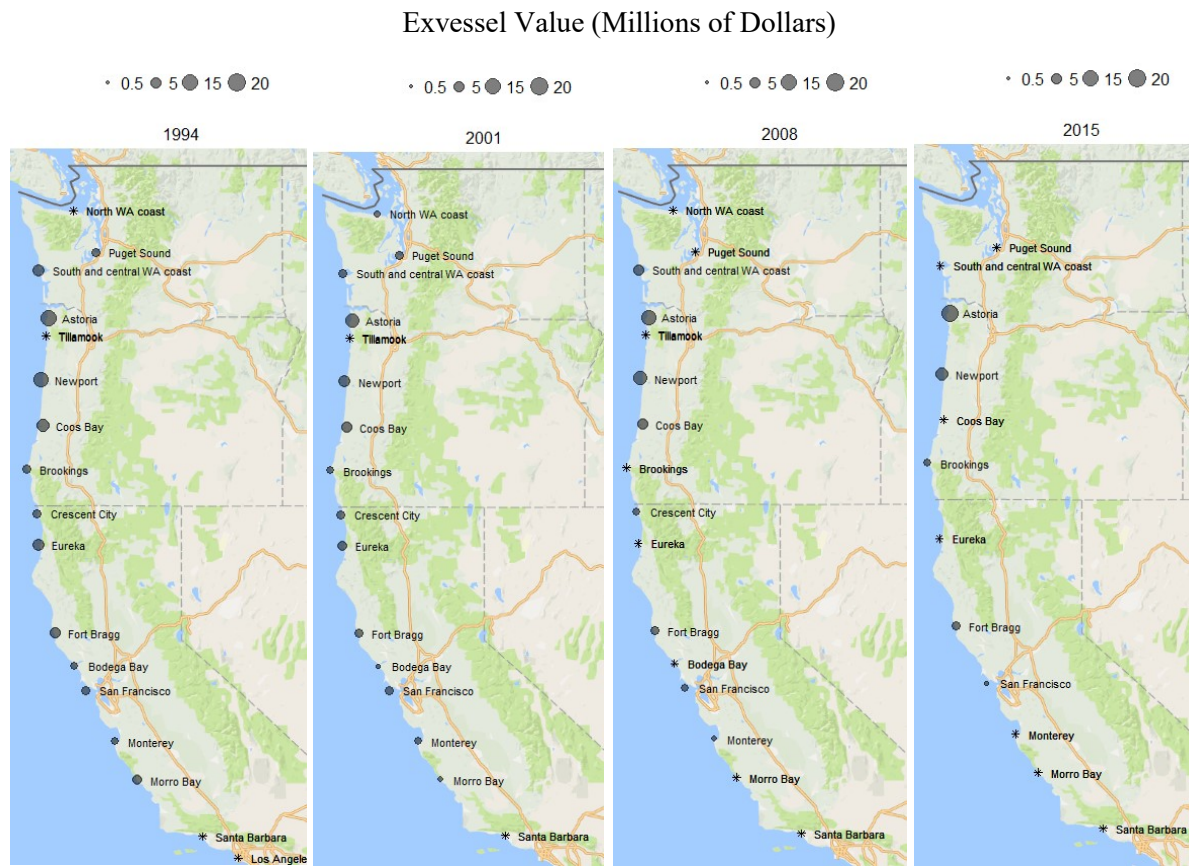 Exvessel Value (Millions of Dollars)
0.5 5 15 20
1994
North WA coast
Puget Sound
South and central WA coast
Astoria
Tillamook
Newport
Coos Bay
Brookings
Crescent City
Eureka
Fort Bragg
Bodega Bay
San Francisco
Monterey
Morro Bay
Santa Barbara
Los Angele
0.5 5 15 20
2001
North WA coast
Puget Sound
South and central WA coast
Astoria
Tillamook
Newport
Coos Bay
Brookings
Crescent City
Eureka
Fort Bragg
Bodega Bay
San Francisco
Monterey
Morro Bay
Santa Barbara
0.5 5 15 20
2008
North WA coast
Puget Sound
South and central WA coast
Astoria
Tillamook
Newport
Coos Bay
Brookings
Crescent City
Eureka
Fort Bragg
Bodega Bay
San Francisco
Monterey
Morro Bay
Santa Barbara
0.5 5 15 20
2015
Puget Sound
South and central WA coast
Astoria
Newport
Coos Bay
Brookings
Eureka
Fort Bragg
San Francisco
Monterey
Morro Bay
Santa Barbara